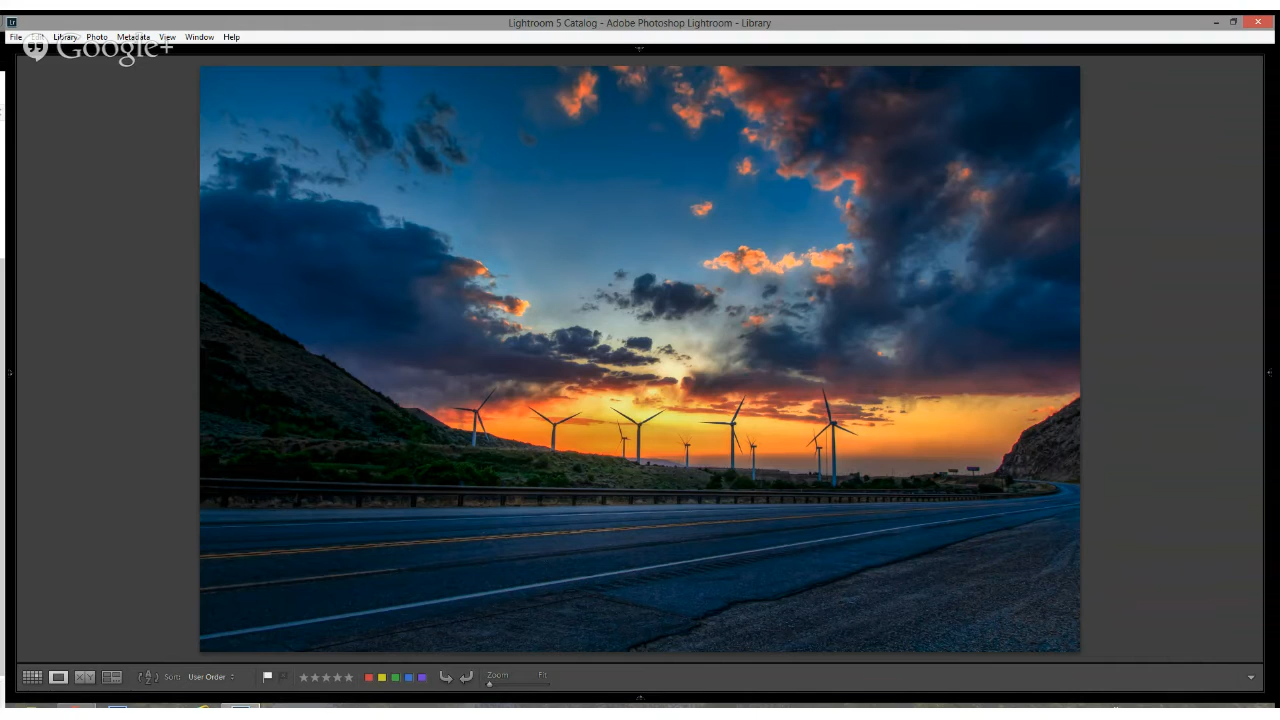 Lightroom 5 Catalog - Adobe Photoshop Lightroom - Library
File Edit Library Photo Metadata View Window Help
Google+
Sort: User Order
Zoom Fit